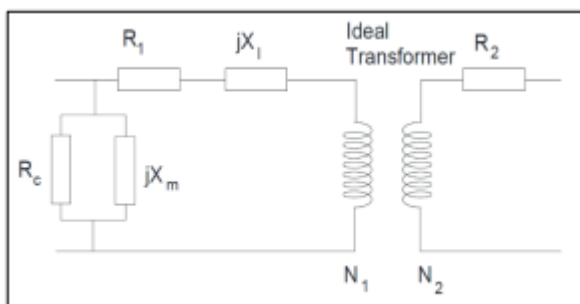 R1
jXl
Ideal
Transformer
R2
Rc
jXm
N1
N2